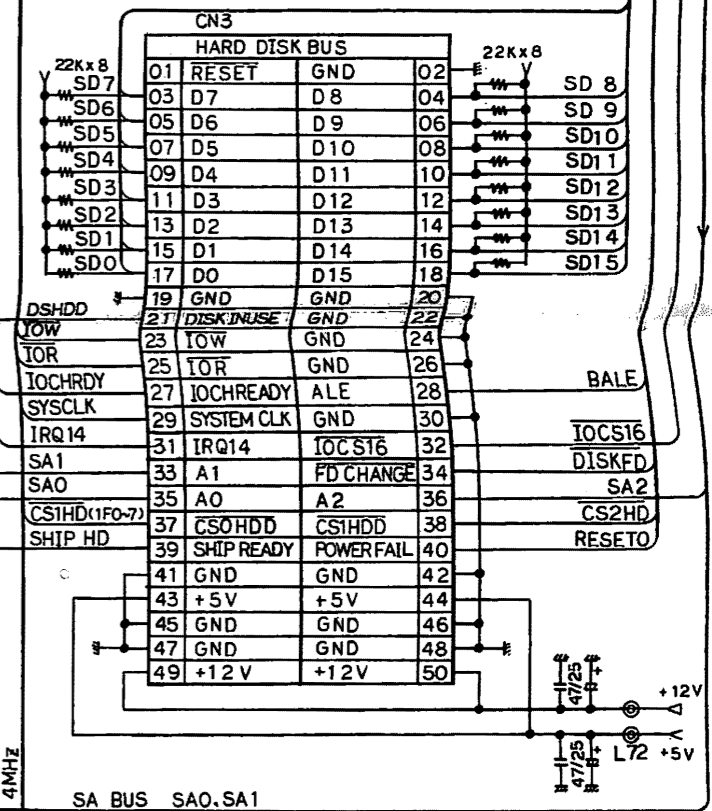 CN3
HARD DISK BUS
22Kx8 22Kx8
01 RESET GND 02
SD7 03 D7 D8 04 SD 8
SD6 05 D6 D9 06 SD 9
SD5 07 D5 D10 08 SD10
SD4 09 D4 D11 10 SD11
SD3 11 D3 D12 12 SD12
SD2 13 D2 D13 14 SD13
SD1 15 D1 D14 16 SD14
SD0 17 D0 D15 18 SD15
19 GND GND 20
DSHDD 21 DISK INUSE GND 22
IOW 23 IOW GND 24
IOR 25 IOR GND 26
IOCHRDY 27 IOCHREADY ALE 28 BALE
SYSCLK 29 SYSTEM CLK GND 30
IRQ14 31 IRQ14 IOCS16 32 IOCS16
SA1 33 A1 FD CHANGE 34 DISKFD
SA0 35 A0 A2 36 SA2
CS1HD(1F0~7) 37 CS0HDD CS1HDD 38 CS2HD
SHIP HD 39 SHIP READY POWER FAIL 40 RESET0
41 GND GND 42
43 +5V +5V 44
45 GND GND 46
47 GND GND 48
49 +12V +12V 50
47/25 + +12V
47/25 + L72 +5V
4MHz
SA BUS SA0, SA1